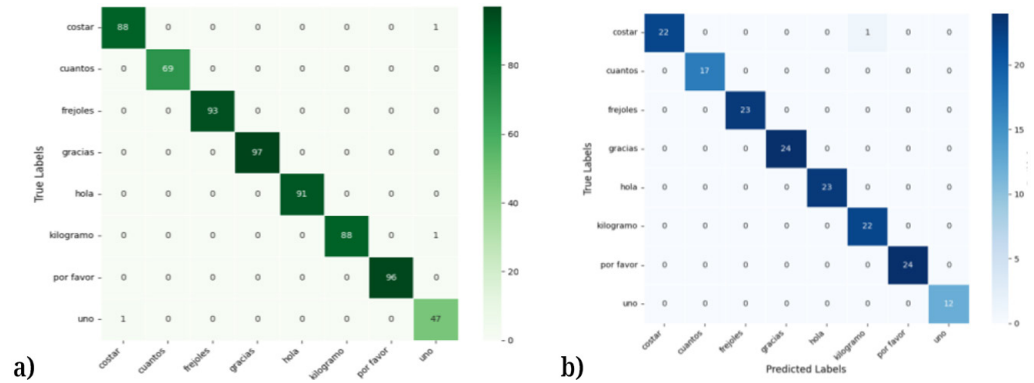 costar 88 0 0 0 0 0 0 1
cuantos 0 69 0 0 0 0 0 0
frejoles 0 0 93 0 0 0 0 0
gracias 0 0 0 97 0 0 0 0
hola 0 0 0 0 91 0 0 0
kilogramo 0 0 0 0 0 88 0 1
por favor 0 0 0 0 0 0 96 0
uno 1 0 0 0 0 0 0 47
costar cuantos frejoles gracias hola kilogramo por favor uno
True Labels
80
60
40
20
0
a)
costar 22 0 0 0 0 1 0 0
cuantos 0 17 0 0 0 0 0 0
frejoles 0 0 23 0 0 0 0 0
gracias 0 0 0 24 0 0 0 0
hola 0 0 0 0 23 0 0 0
kilogramo 0 0 0 0 0 22 0 0
por favor 0 0 0 0 0 0 24 0
uno 0 0 0 0 0 0 0 12
costar cuantos frejoles gracias hola kilogramo por favor uno
Predicted Labels
True Labels
20
15
10
5
0
b)